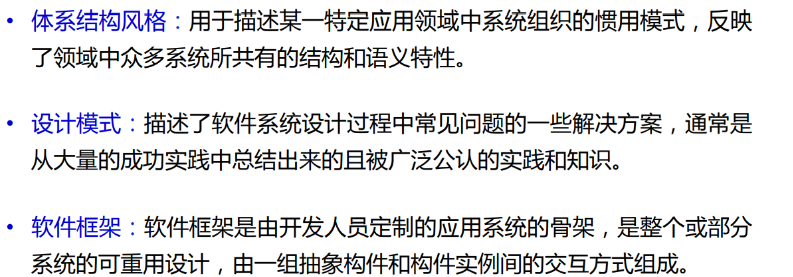 • 体系结构风格：用于描述某一特定应用领域中系统组织的惯用模式，反映
了领域中众多系统所共有的结构和语义特性。
• 设计模式：描述了软件系统设计过程中常见问题的一些解决方案，通常是
从大量的成功实践中总结出来的且被广泛公认的实践和知识。
• 软件框架：软件框架是由开发人员定制的应用系统的骨架，是整个或部分
系统的可重用设计，由一组抽象构件和构件实例间的交互方式组成。